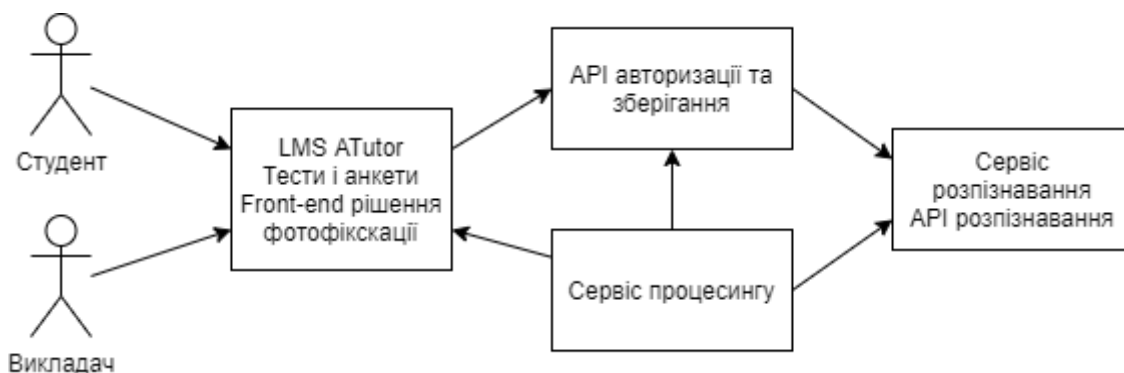 Студент
Викладач
LMS ATutor
Тести і анкети
Front-end рішення
фотофікскації
API авторизації та
зберігання
Сервіс процесингу
Сервіс
розпізнавання
API розпізнавання